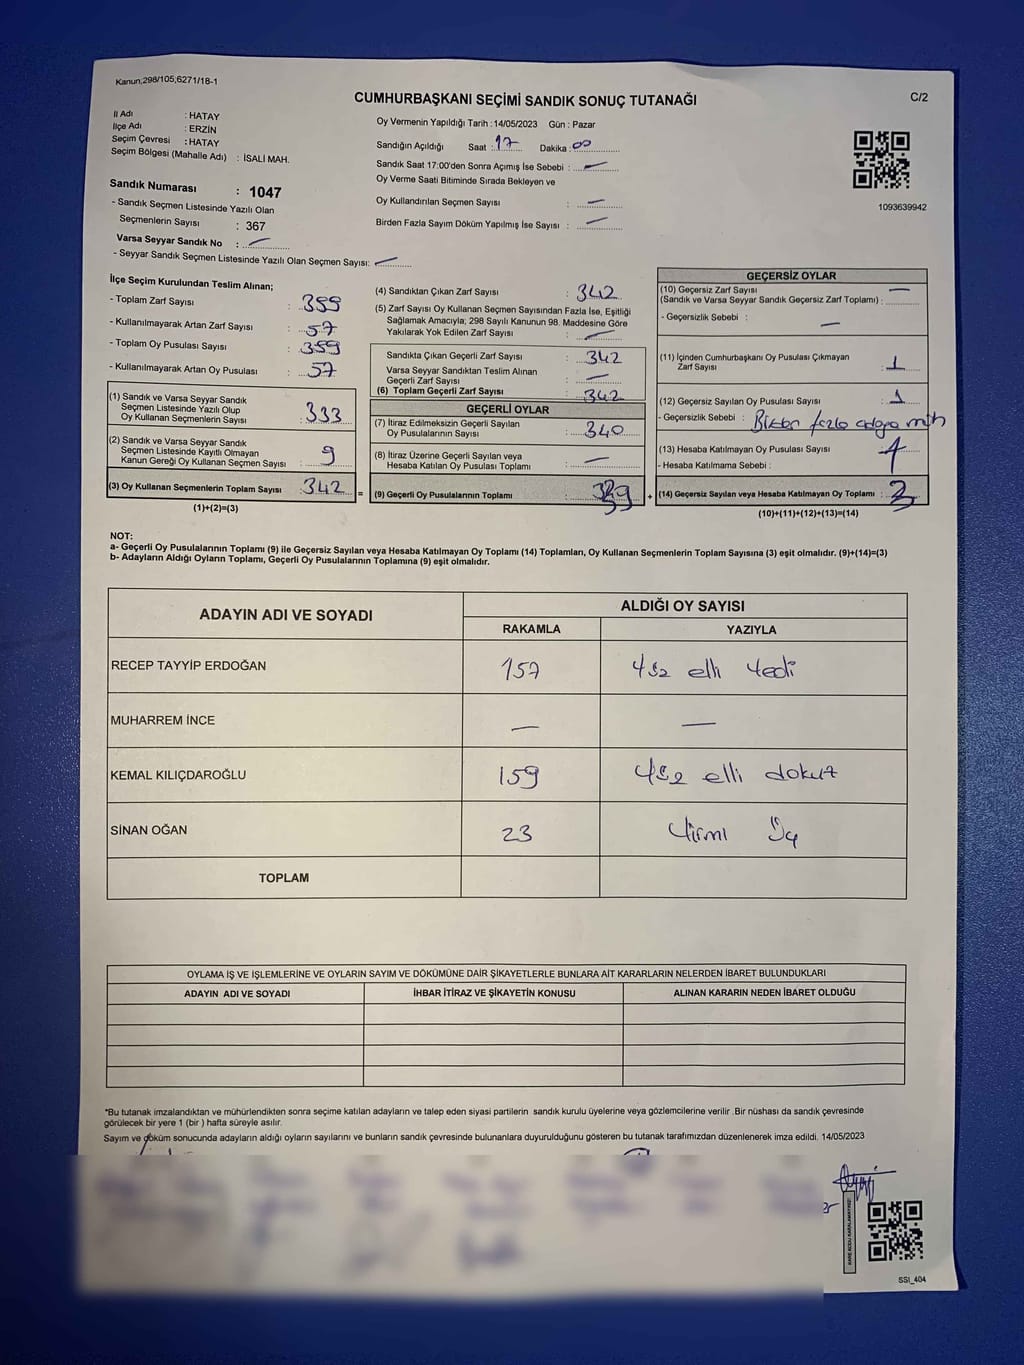 Kanun;298/105;6271/18-1
CUMHURBAŞKANI SEÇİMİ SANDIK SONUÇ TUTANAĞI
C/2
İl Adı : HATAY
İlçe Adı : ERZİN
Seçim Çevresi : HATAY
Seçim Bölgesi (Mahalle Adı) : İSALİ MAH.
Oy Vermenin Yapıldığı Tarih : 14/05/2023 Gün : Pazar
Sandığın Açıldığı Saat : 17 Dakika : 00
Sandık Saat 17:00'den Sonra Açımış İse Sebebi : —
Oy Verme Saati Bitiminde Sırada Bekleyen ve
Oy Kullandırılan Seçmen Sayısı : —
Birden Fazla Sayım Döküm Yapılmış İse Sayısı : —
1093639942
Sandık Numarası : 1047
- Sandık Seçmen Listesinde Yazılı Olan
Seçmenlerin Sayısı : 367
Varsa Seyyar Sandık No : —
- Seyyar Sandık Seçmen Listesinde Yazılı Olan Seçmen Sayısı: —
İlçe Seçim Kurulundan Teslim Alınan;
- Toplam Zarf Sayısı : 399
- Kullanılmayarak Artan Zarf Sayısı : 57
- Toplam Oy Pusulası Sayısı : 399
- Kullanılmayarak Artan Oy Pusulası : 57
(1) Sandık ve Varsa Seyyar Sandık
Seçmen Listesinde Yazılı Olup
Oy Kullanan Seçmenlerin Sayısı : 333
(2) Sandık ve Varsa Seyyar Sandık
Seçmen Listesinde Kayıtlı Olmayan
Kanun Gereği Oy Kullanan Seçmen Sayısı : 9
(3) Oy Kullanan Seçmenlerin Toplam Sayısı : 342 =
(1)+(2)=(3)
(4) Sandıktan Çıkan Zarf Sayısı : 342
(5) Zarf Sayısı Oy Kullanan Seçmen Sayısından Fazla İse, Eşitliği
Sağlamak Amacıyla; 298 Sayılı Kanunun 98. Maddesine Göre
Yakılarak Yok Edilen Zarf Sayısı : —
Sandıkta Çıkan Geçerli Zarf Sayısı : 342
Varsa Seyyar Sandıktan Teslim Alınan
Geçerli Zarf Sayısı : —
(6) Toplam Geçerli Zarf Sayısı : 342
GEÇERLİ OYLAR
(7) İtiraz Edilmeksizin Geçerli Sayılan
Oy Pusulalarının Sayısı : 340
(8) İtiraz Üzerine Geçerli Sayılan veya
Hesaba Katılan Oy Pusulası Toplamı : —
(9) Geçerli Oy Pusulalarının Toplamı : 339 +
GEÇERSİZ OYLAR
(10) Geçersiz Zarf Sayısı
(Sandık ve Varsa Seyyar Sandık Geçersiz Zarf Toplamı) : —
- Geçersizlik Sebebi : —
(11) İçinden Cumhurbaşkanı Oy Pusulası Çıkmayan
Zarf Sayısı : 1
(12) Geçersiz Sayılan Oy Pusulası Sayısı : 1
- Geçersizlik Sebebi : fazla
(13) Hesaba Katılmayan Oy Pusulası Sayısı : 1
- Hesaba Katılmama Sebebi :
(14) Geçersiz Sayılan veya Hesaba Katılmayan Oy Toplamı : 3
(10)+(11)+(12)+(13)=(14)
NOT:
a- Geçerli Oy Pusulalarının Toplamı (9) ile Geçersiz Sayılan veya Hesaba Katılmayan Oy Toplamı (14) Toplamları, Oy Kullanan Seçmenlerin Toplam Sayısına (3) eşit olmalıdır. (9)+(14)=(3)
b- Adayların Aldığı Oyların Toplamı, Geçerli Oy Pusulalarının Toplamına (9) eşit olmalıdır.
ADAYIN ADI VE SOYADI
ALDIĞI OY SAYISI
RAKAMLA YAZIYLA
RECEP TAYYİP ERDOĞAN 157 Yüz elli Yedi
MUHARREM İNCE — —
KEMAL KILIÇDAROĞLU 159 Yüz elli dokuz
SİNAN OĞAN 23 Yirmi Üç
TOPLAM
OYLAMA İŞ VE İŞLEMLERİNE VE OYLARIN SAYIM VE DÖKÜMÜNE DAİR ŞİKAYETLERLE BUNLARA AİT KARARLARIN NELERDEN İBARET BULUNDUKLARI
ADAYIN ADI VE SOYADI İHBAR İTİRAZ VE ŞİKAYETİN KONUSU ALINAN KARARIN NEDEN İBARET OLDUĞU
*Bu tutanak imzalandıktan ve mühürlendikten sonra seçime katılan adayların ve talep eden siyasi partilerin sandık kurulu üyelerine veya gözlemcilerine verilir .Bir nüshası da sandık çevresinde
görülecek bir yere 1 (bir ) hafta süreyle asılır.
Sayım ve döküm sonucunda adayların aldığı oyların sayılarını ve bunların sandık çevresinde bulunanlara duyurulduğunu gösteren bu tutanak tarafımızdan düzenlenerek imza edildi. 14/05/2023
KARE KODU KARALAMAYINIZ!
SSI_404